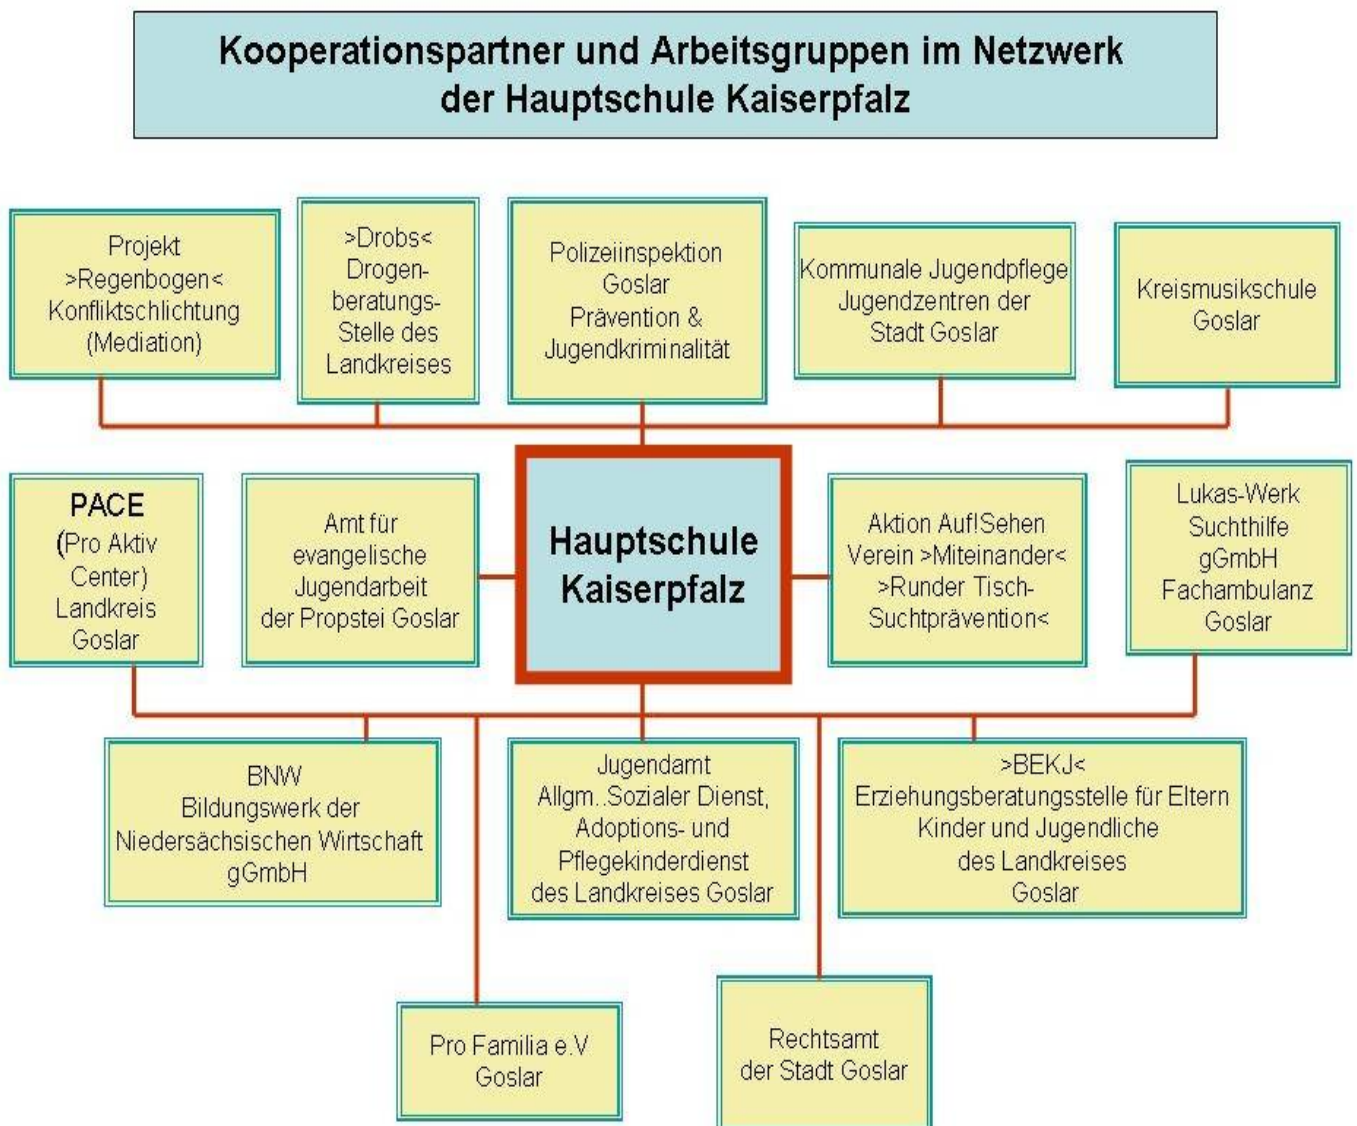 Kooperationspartner und Arbeitsgruppen im Netzwerk
der Hauptschule Kaiserpfalz
Projekt
>Regenbogen<
Konfliktschlichtung
(Mediation)
>Drobs<
Drogen-
beratungs-
Stelle des
Landkreises
Polizeiinspektion
Goslar
Prävention &
Jugendkriminalität
Kommunale Jugendpflege
Jugendzentren der
Stadt Goslar
Kreismusikschule
Goslar
PACE
(Pro Aktiv
Center)
Landkreis
Goslar
Amt für
evangelische
Jugendarbeit
der Propstei Goslar
Hauptschule
Kaiserpfalz
Aktion Auf!Sehen
Verein >Miteinander<
>Runder Tisch-
Suchtprävention<
Lukas-Werk
Suchthilfe
gGmbH
Fachambulanz
Goslar
BNW
Bildungswerk der
Niedersächsischen Wirtschaft
gGmbH
Jugendamt
Allgm..Sozialer Dienst,
Adoptions- und
Pflegekinderdienst
des Landkreises Goslar
>BEKJ<
Erziehungsberatungsstelle für Eltern
Kinder und Jugendliche
des Landkreises
Goslar
Pro Familia e.V
Goslar
Rechtsamt
der Stadt Goslar